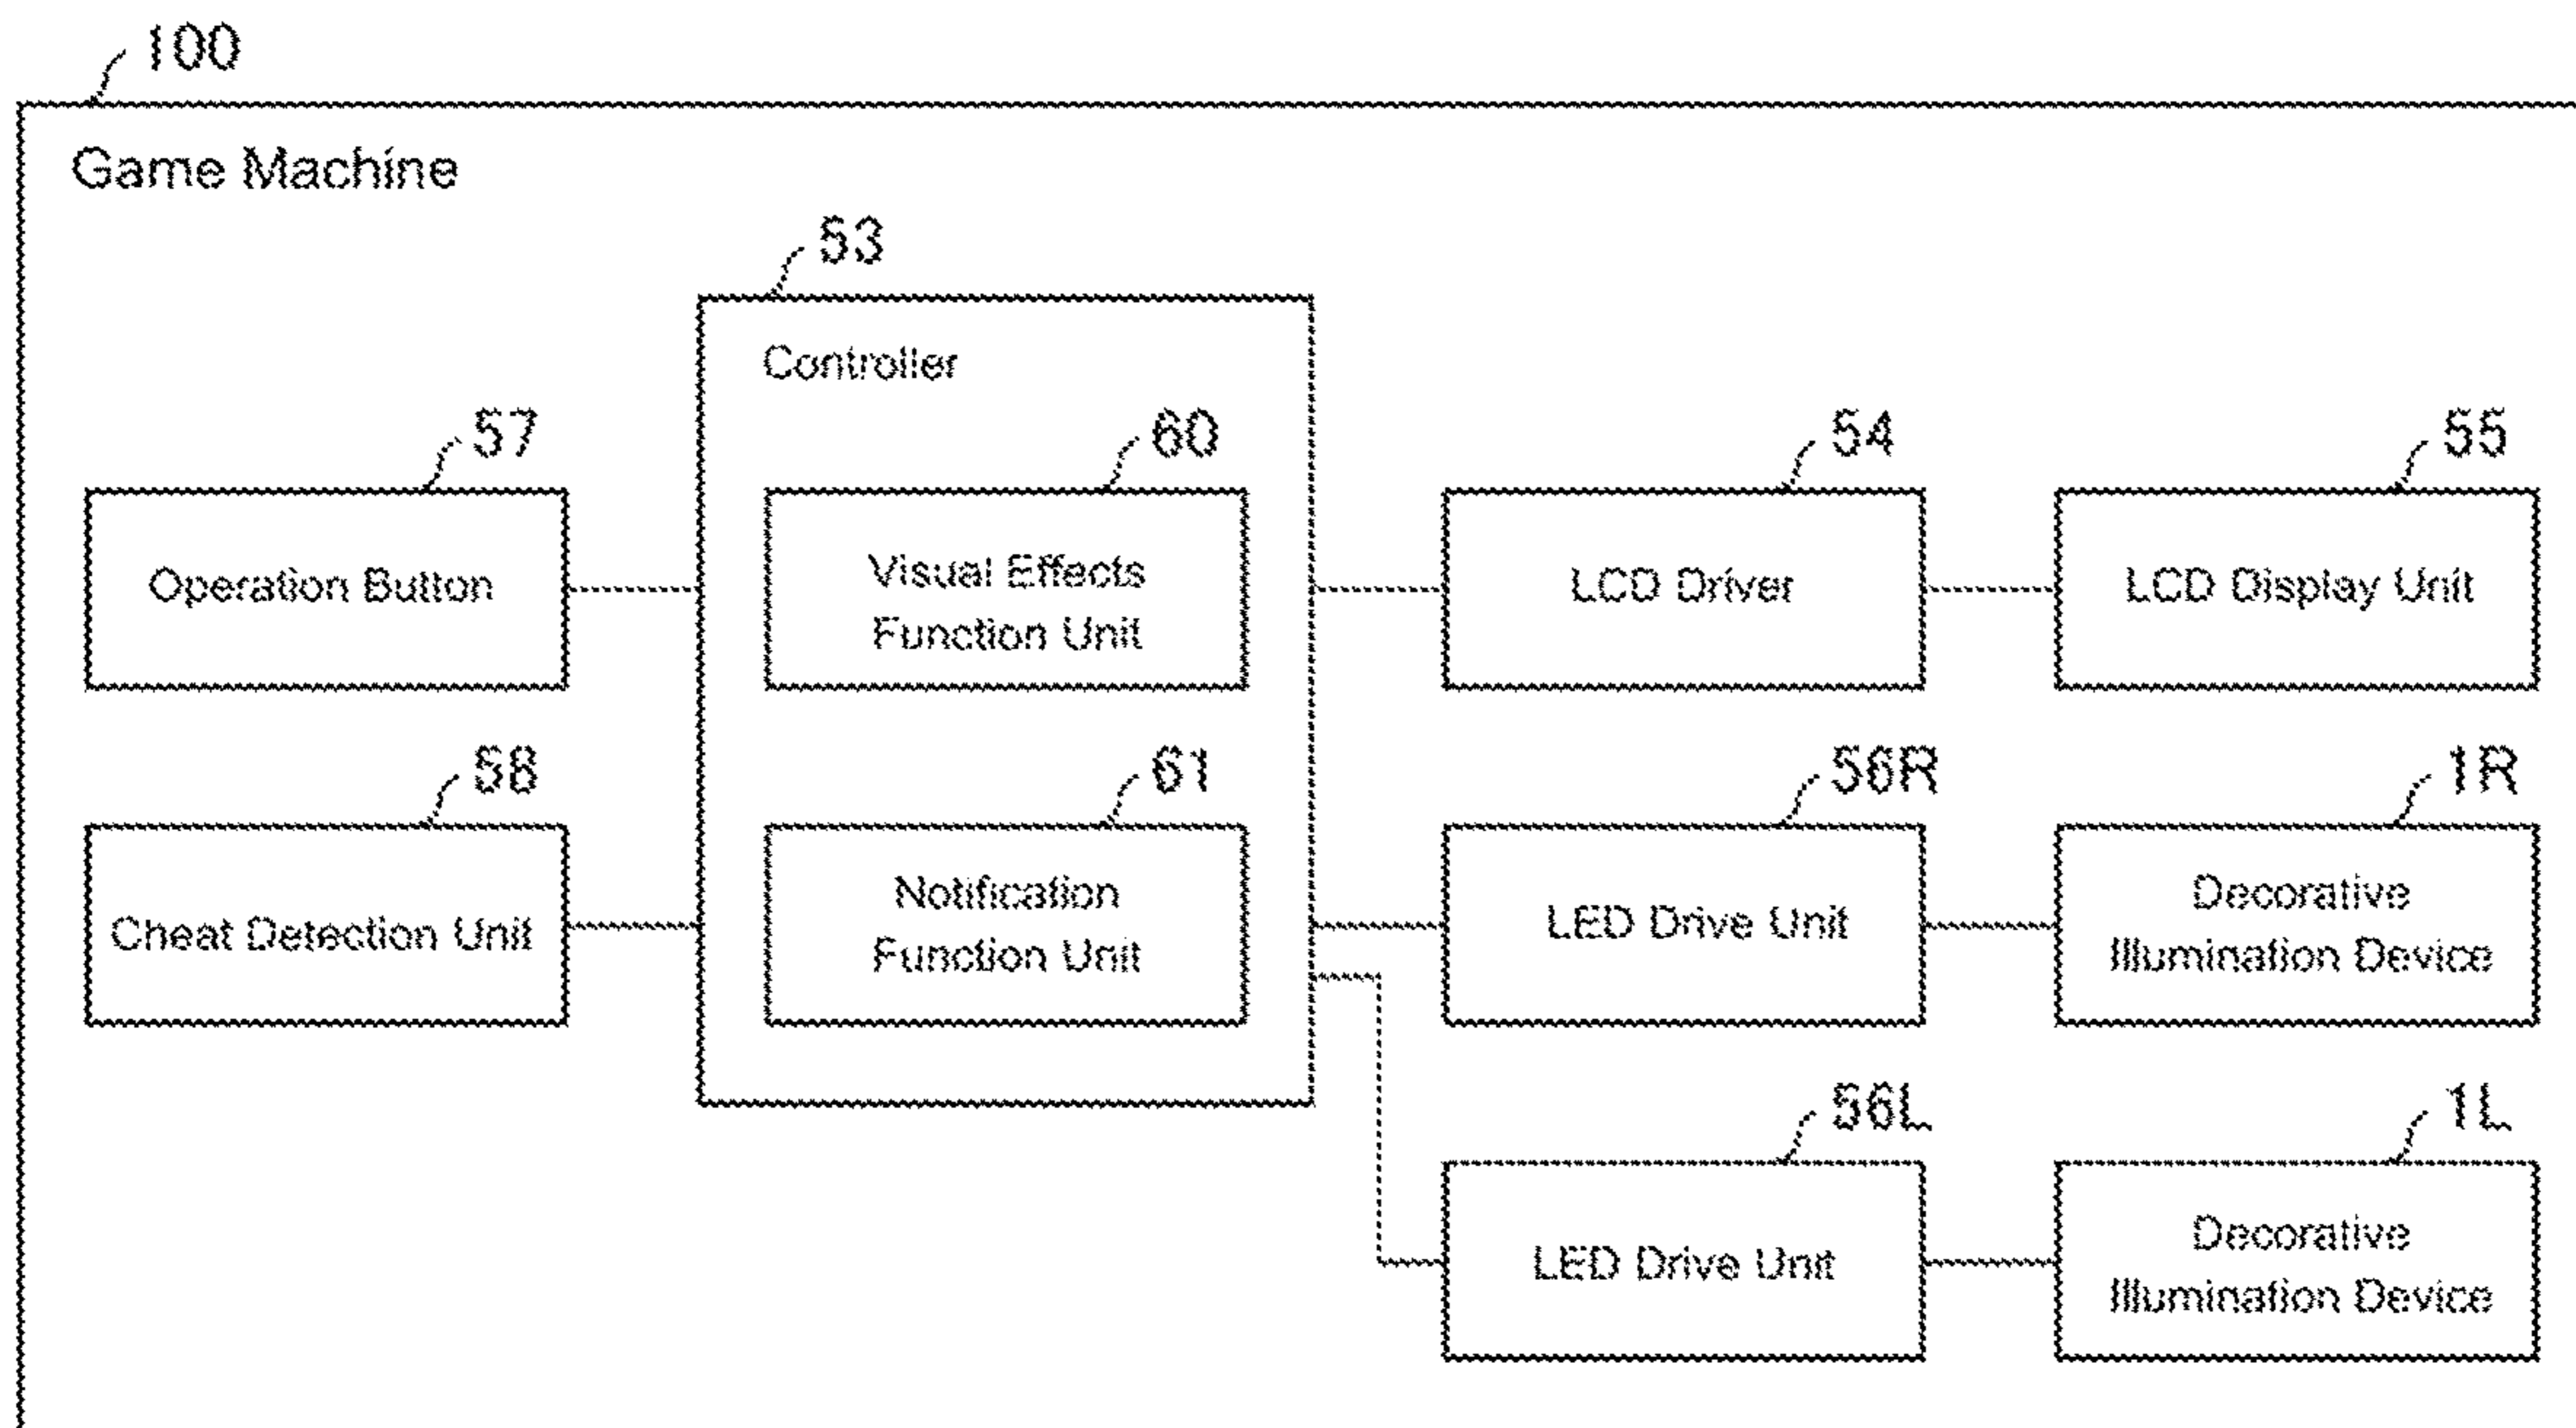 100
Game Machine
53
Controller
57
60
54
55
Operation Button
Visual Effects
Function Unit
LCD Driver
LCD Display Unit
58
61
56R
1R
Cheat Detection Unit
Notification
Function Unit
LED Drive Unit
Decorative
Illumination Device
56L
1L
LED Drive Unit
Decorative
Illumination Device